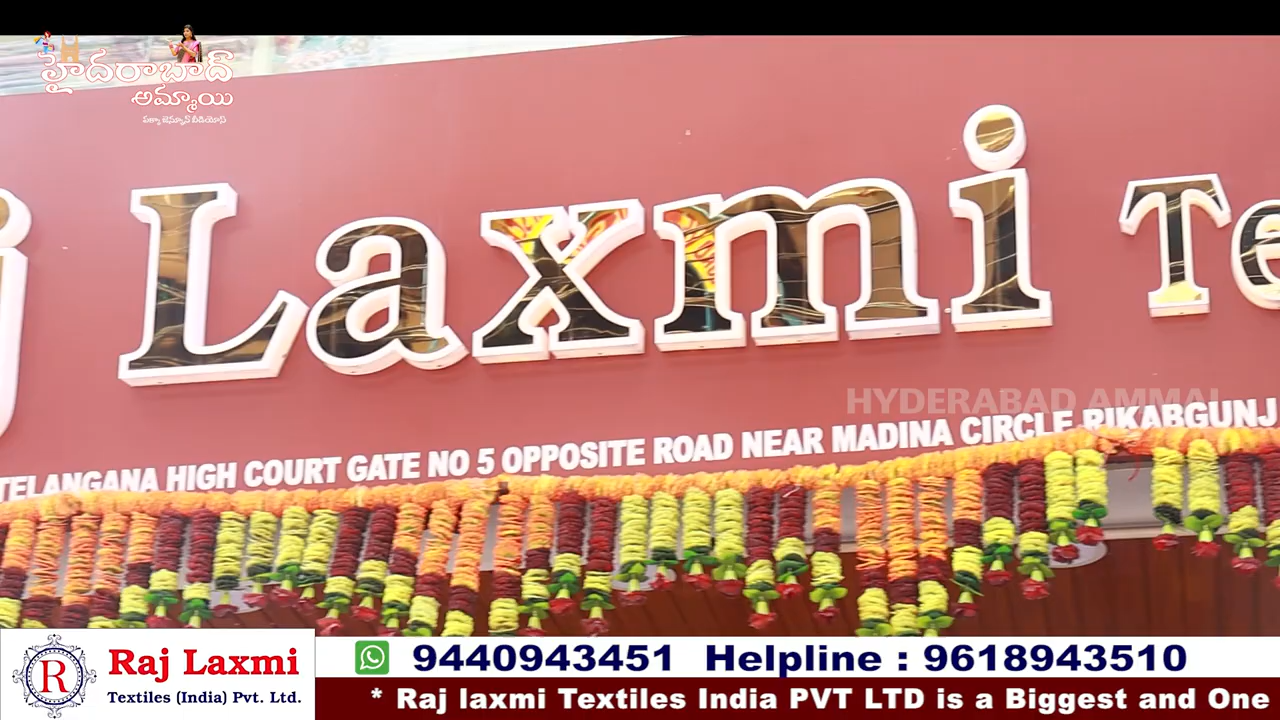 హైదరాబాద్
అమ్మాయి
పక్కా జెన్యూన్ వీడియోస్
j Laxmi Te
HYDERABAD AMMAI
TELANGANA HIGH COURT GATE NO 5 OPPOSITE ROAD NEAR MADINA CIRCLE RIKABGUNJ
R
Raj Laxmi
Textiles (India) Pvt. Ltd.
9440943451 Helpline : 9618943510
* Raj laxmi Textiles India PVT LTD is a Biggest and One